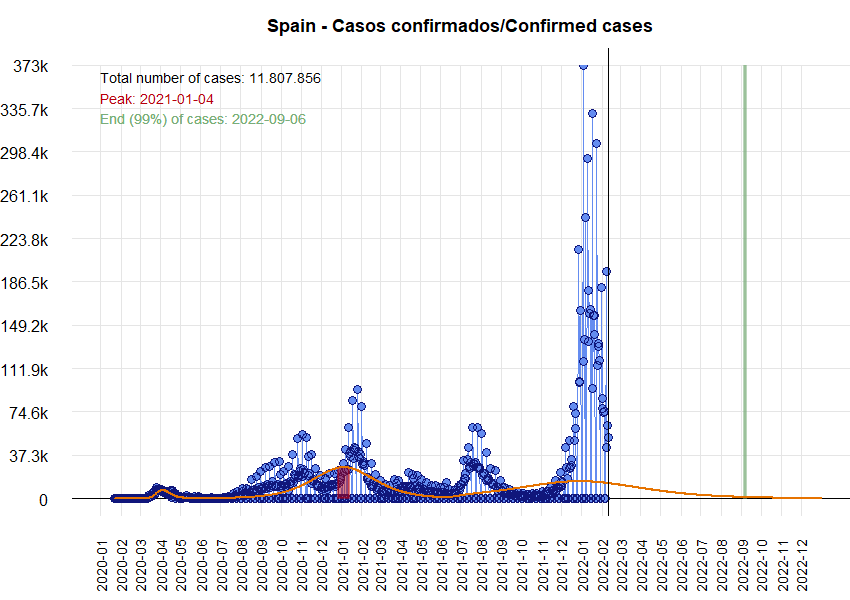 Spain - Casos confirmados/Confirmed cases
373k
Total number of cases: 11.807.856
Peak: 2021-01-04
335.7k
End (99%) of cases: 2022-09-06
298.4k
261.1k
223.8k
186.5k
149.2k
111.9k
74.6k
37.3k
0
2020-01
2020-02
2020-03
2020-04
2020-05
2020-06
2020-07
2020-08
2020-09
2020-10
2020-11
2020-12
2021-01
2021-02
2021-03
2021-04
2021-05
2021-06
2021-07
2021-08
2021-09
2021-10
2021-11
2021-12
2022-01
2022-02
2022-03
2022-04
2022-05
2022-06
2022-07
2022-08
2022-09
2022-10
2022-11
2022-12